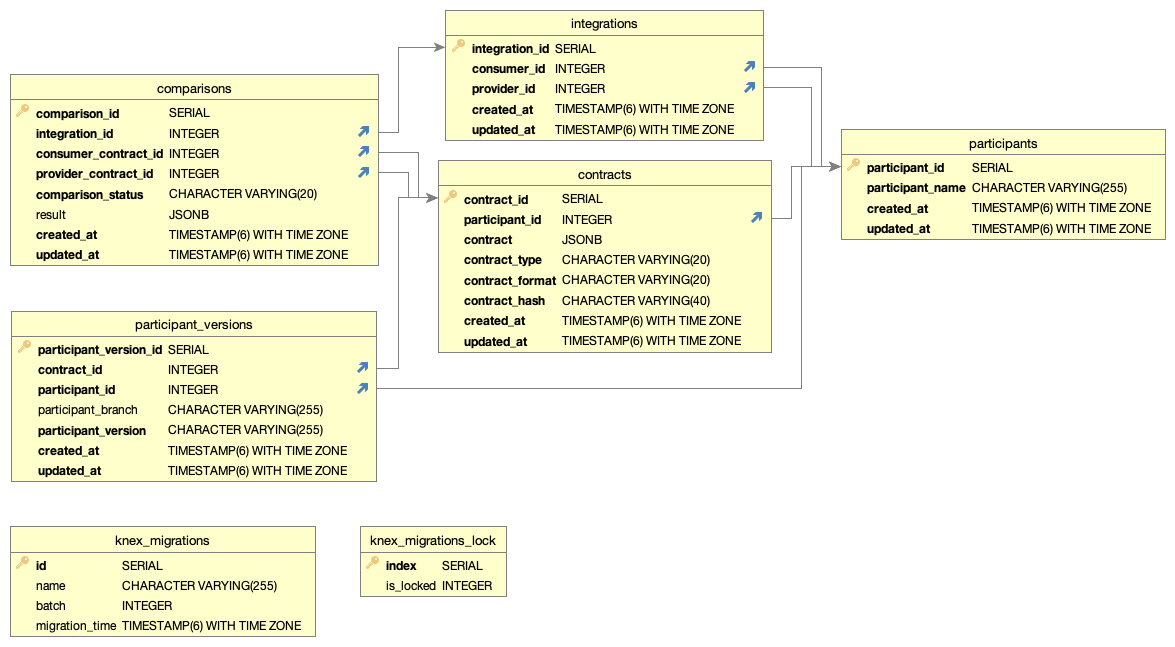 integrations
integration_id SERIAL
consumer_id INTEGER
provider_id INTEGER
created_at TIMESTAMP(6) WITH TIME ZONE
updated_at TIMESTAMP(6) WITH TIME ZONE
comparisons
comparison_id SERIAL
integration_id INTEGER
consumer_contract_id INTEGER
provider_contract_id INTEGER
comparison_status CHARACTER VARYING(20)
result JSONB
created_at TIMESTAMP(6) WITH TIME ZONE
updated_at TIMESTAMP(6) WITH TIME ZONE
participants
participant_id SERIAL
participant_name CHARACTER VARYING(255)
created_at TIMESTAMP(6) WITH TIME ZONE
updated_at TIMESTAMP(6) WITH TIME ZONE
contracts
contract_id SERIAL
participant_id INTEGER
contract JSONB
contract_type CHARACTER VARYING(20)
contract_format CHARACTER VARYING(20)
contract_hash CHARACTER VARYING(40)
created_at TIMESTAMP(6) WITH TIME ZONE
updated_at TIMESTAMP(6) WITH TIME ZONE
participant_versions
participant_version_id SERIAL
contract_id INTEGER
participant_id INTEGER
participant_branch CHARACTER VARYING(255)
participant_version CHARACTER VARYING(255)
created_at TIMESTAMP(6) WITH TIME ZONE
updated_at TIMESTAMP(6) WITH TIME ZONE
knex_migrations
id SERIAL
name CHARACTER VARYING(255)
batch INTEGER
migration_time TIMESTAMP(6) WITH TIME ZONE
knex_migrations_lock
index SERIAL
is_locked INTEGER